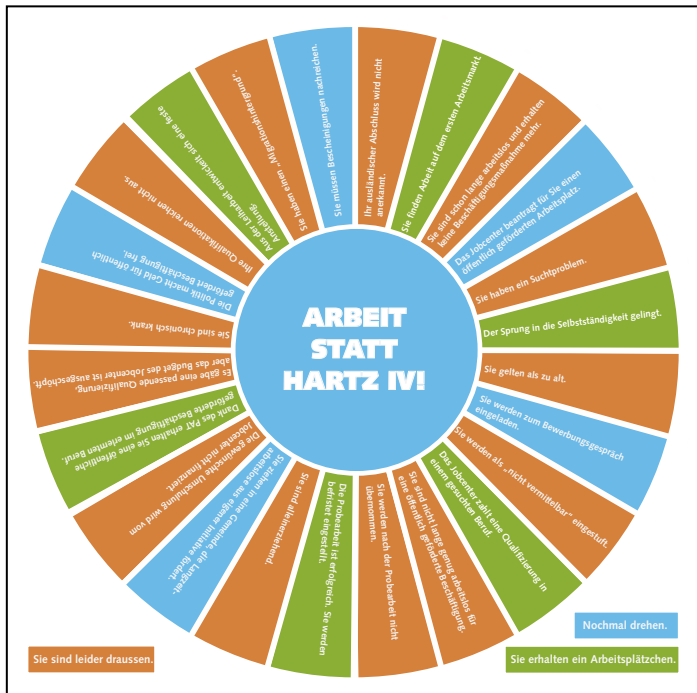 ARBEIT
STATT
HARTZ IV!
Ihr ausländischer Abschluss wird nicht
anerkannt.
Sie finden Arbeit auf dem ersten Arbeitsmarkt.
Sie sind schon lange arbeitslos und erhalten
keine Beschäftigungsmaßnahme mehr.
Das Jobcenter beantragt für Sie einen
öffentlich geförderten Arbeitsplatz.
Sie haben ein Suchtproblem.
Der Sprung in die Selbstständigkeit gelingt.
Sie gelten als zu alt.
Sie werden zum Bewerbungsgespräch
eingeladen.
Sie werden als „nicht vermittelbar“ eingestuft.
Das Jobcenter zahlt eine Qualifizierung in
einem gesuchten Beruf.
Sie sind nicht lange genug arbeitslos für
eine öffentlich geförderte Beschäftigung.
Sie werden nach der Probearbeit nicht
übernommen.
Die Probearbeit ist erfolgreich, Sie werden
befristet eingestellt.
Sie sind alleinerziehend.
Sie ziehen in eine Gemeinde, die Langzeit-
arbeitslose aus eigener Initiative fördert.
Die gewünschte Umschulung wird vom
Jobcenter nicht finanziert.
Dank des PAT erhalten Sie eine öffentliche
geförderte Beschäftigung im erlernten Beruf.
Es gäbe eine passende Qualifizierung,
aber das Budget des Jobcenter ist ausgeschöpft.
Sie sind chronisch krank.
Die Politik macht Geld für öffentlich
gefördert Beschäftigung frei.
Ihre Qualifikationen reichen nicht aus.
Aus der Leiharbeit entwickelt sich eine feste
Anstellung.
Sie haben einen „Migrationshintergrund“.
Sie müssen Bescheinigungen nachreichen.
Nochmal drehen.
Sie sind leider draussen.
Sie erhalten ein Arbeitsplätzchen.